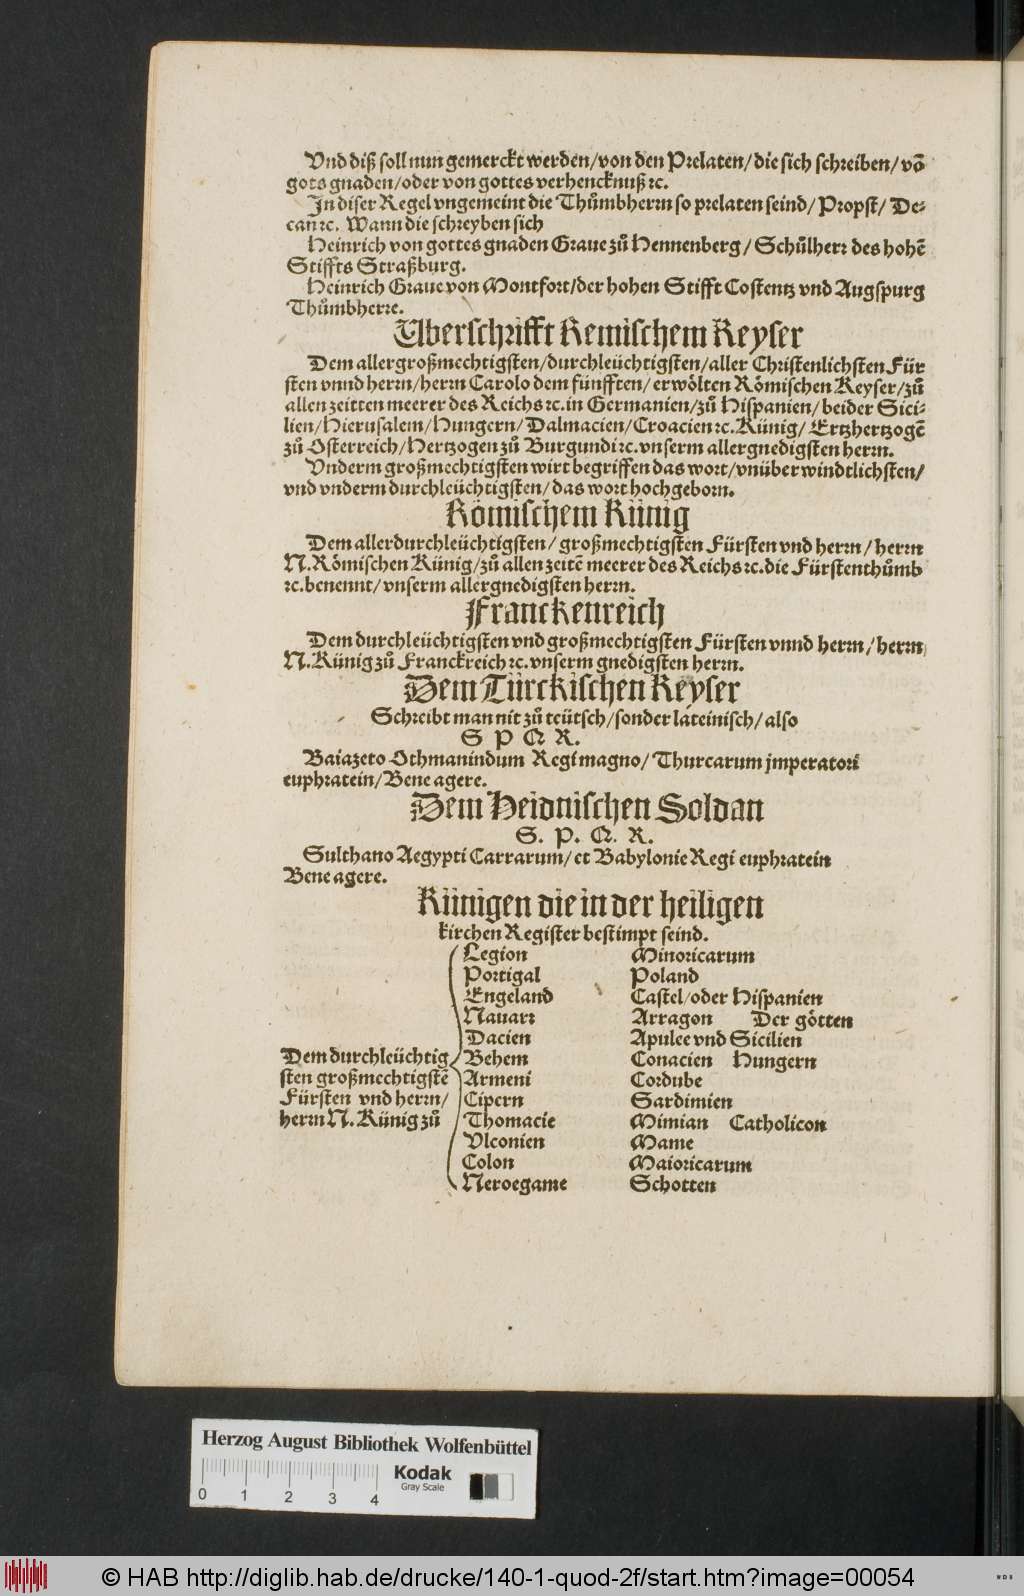 Vnd diß soll nun gemerckt werden/von den Prelaten/die sich schreiben/võ
gots gnaden/oder von gottes verhencknuß ꝛc.
In diser Regel vngemeint die Thůmbherrn so prelaten seind/ Propst/ De⸗
can ꝛc. Wann die schreyben sich
Heinrich von gottes gnaden Graue zů Hennenberg/ Schůlherꝛ des hohẽ
Stiffts Straßburg.
Heinrich Graue von Montfort/der hohen Stifft Costentz vnd Augspurg
Thůmbherre.
Uberschrifft Remischem Keyser
Dem allergroßmechtigsten/durchleüchtigsten/aller Christenlichsten Für
sten vnnd herrn/herrn Carolo dem fünfften/ erwölten Römischen Keyser/zů
allen zeitten meerer des Reichs ꝛc. in Germanien/zů Hispanien/ beider Sici⸗
lien/Hierusalem/Hungern/Dalmacien/Croacien ꝛc. Künig/ Ertzhertzogẽ
zů Osterreich/Hertzogen zů Burgundi ꝛc. vnserm allergnedigsten herrn.
Vnderm großmechtigsten wirt begriffen das wort/vnüberwindtlichsten/
vnd vnderm durchleüchtigsten/das wort hochgeborn.
Römischem Künig
Dem allerdurchleüchtigsten/ großmechtigsten Fürsten vnd herrn/ herrn
N. Römischen Künig/zů allen zeitẽ meerer des Reichs ꝛc. die Fürstenthůmb
ꝛc. benennt/vnserm allergnedigsten herrn.
Franckenreich
Dem durchleüchtigsten vnd großmechtigsten Fürsten vnnd herrn/herrn
N. Künig zů Franckreich ꝛc. vnserm gnedigsten herrn.
Dem Türckischen Keyser
Schreibt man nit zů teütsch/sonder lateinisch/also
S P Q R.
Baiazeto Othmanindum Regi magno/ Thurcarum jmperatori
euphratein/Bene agere.
Dem Heidnischen Soldan
S. P. Q. R.
Sulthano Aegypti Carrarum/et Babylonie Regi euphratein
Bene agere.
Künigen die in der heiligen
kirchen Register bestimpt seind.
Dem durchleüchtig
sten großmechtigstẽ
Fürsten vnd herrn/
herrn N. Künig zů
Legion Minoricarum
Portigal Poland
Engeland Castel/oder Hispanien
Nauarꝛ Arragon Der götten
Dacien Apulee vnd Sicilien
Behem Conacien Hungern
Armeni Cordube
Cipern Sardimien
Thomacie Mimian Catholicon
Vlconien Mame
Colon Maioricarum
Neroegame Schotten
Herzog August Bibliothek Wolfenbüttel
Kodak
Gray Scale
0 1 2 3 4
© HAB http://diglib.hab.de/drucke/140-1-quod-2f/start.htm?image=00054